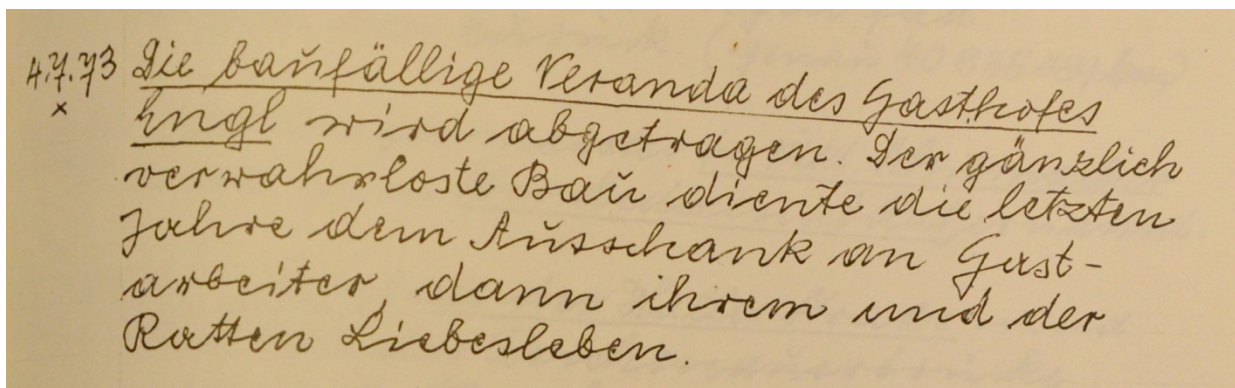 4.7.73 Die baufällige Veranda des Gasthofes
× Engl wird abgetragen. Der gänzlich
verwahrloste Bau diente die letzten
Jahre dem Ausschank an Gast-
arbeiter, dann ihrem und der
Ratten Liebesleben.